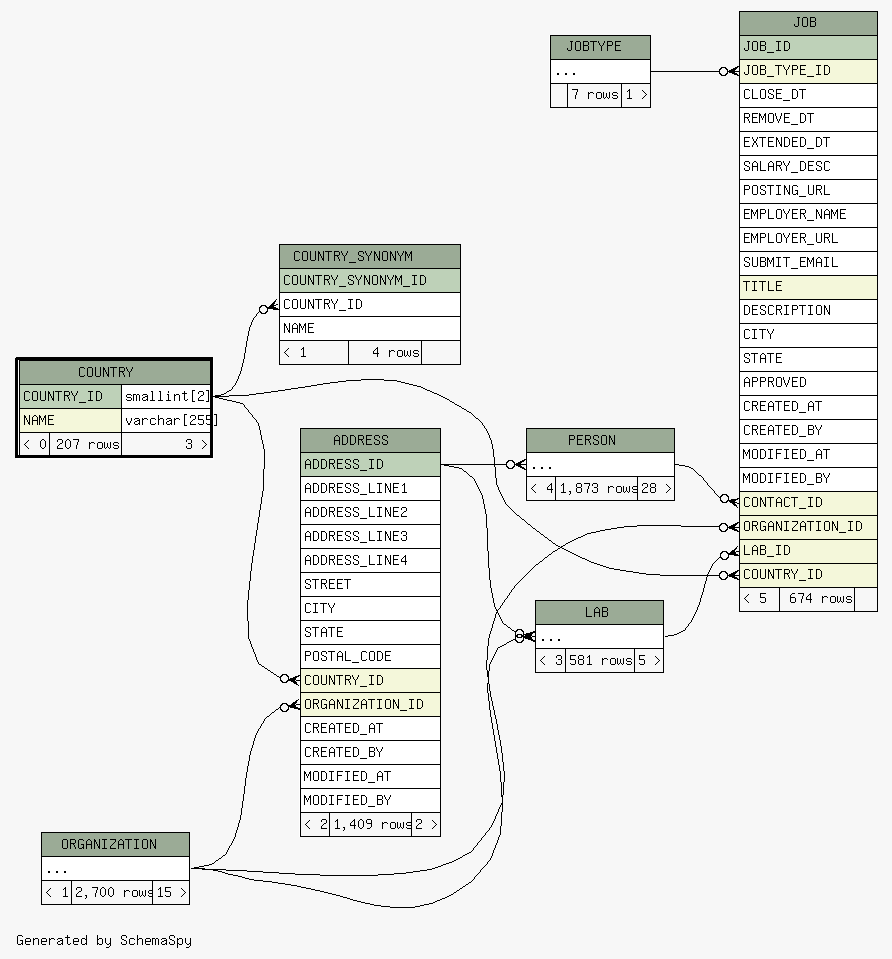 JOB
JOB_ID
JOB_TYPE_ID
CLOSE_DT
REMOVE_DT
EXTENDED_DT
SALARY_DESC
POSTING_URL
EMPLOYER_NAME
EMPLOYER_URL
SUBMIT_EMAIL
TITLE
DESCRIPTION
CITY
STATE
APPROVED
CREATED_AT
CREATED_BY
MODIFIED_AT
MODIFIED_BY
CONTACT_ID
ORGANIZATION_ID
LAB_ID
COUNTRY_ID
< 5 674 rows
JOBTYPE
...
7 rows 1 >
COUNTRY_SYNONYM
COUNTRY_SYNONYM_ID
COUNTRY_ID
NAME
< 1 4 rows
COUNTRY
COUNTRY_ID smallint[2]
NAME varchar[255]
< 0 207 rows 3 >
ADDRESS
ADDRESS_ID
ADDRESS_LINE1
ADDRESS_LINE2
ADDRESS_LINE3
ADDRESS_LINE4
STREET
CITY
STATE
POSTAL_CODE
COUNTRY_ID
ORGANIZATION_ID
CREATED_AT
CREATED_BY
MODIFIED_AT
MODIFIED_BY
< 2 1,409 rows 2 >
PERSON
...
< 4 1,873 rows 28 >
LAB
...
< 3 581 rows 5 >
ORGANIZATION
...
< 1 2,700 rows 15 >
Generated by SchemaSpy